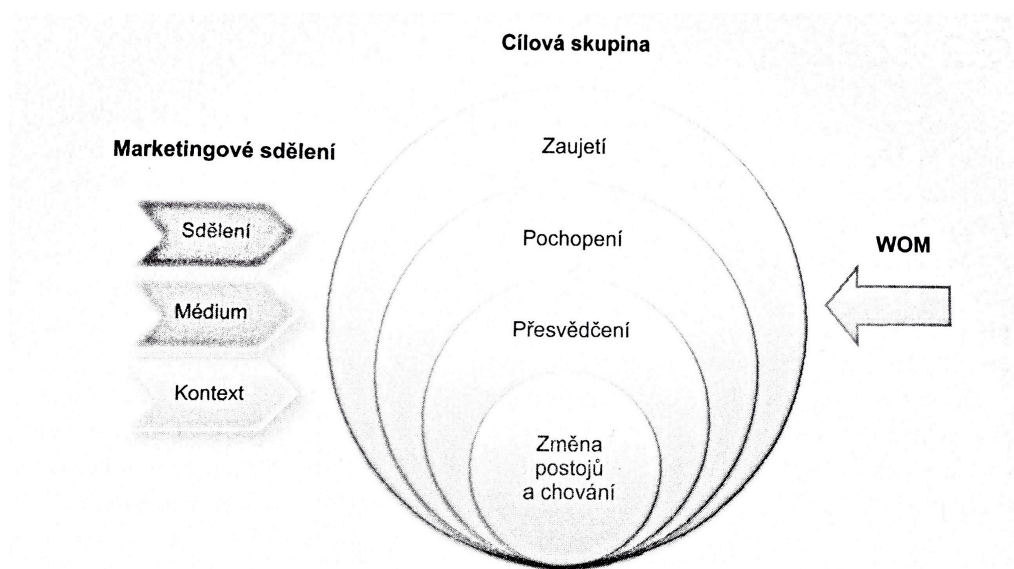 Cílová skupina
Marketingové sdělení
Zaujetí
Sdělení
Pochopení
WOM
Médium
Přesvědčení
Kontext
Změna
postojů
a chování